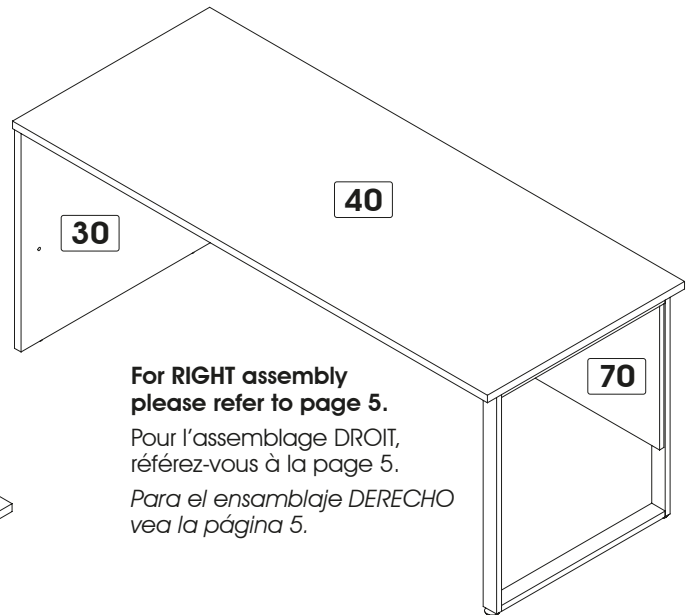 40
30
70
For RIGHT assembly
please refer to page 5.
Pour l'assemblage DROIT,
référez-vous à la page 5.
Para el ensamblaje DERECHO
vea la página 5.